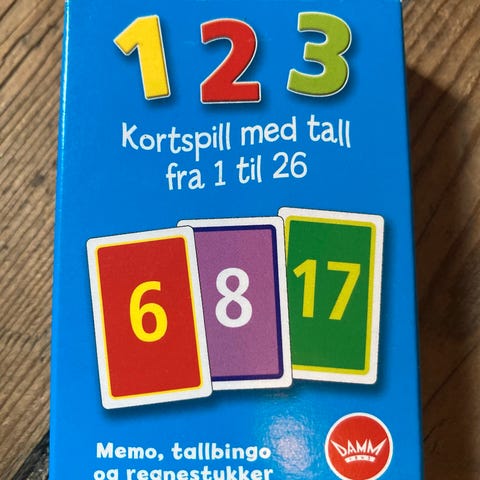 1 2 3
Kortspill med tall
fra 1 til 26
6 8 17
Memo, tallbingo
og regnestykker
DAMM